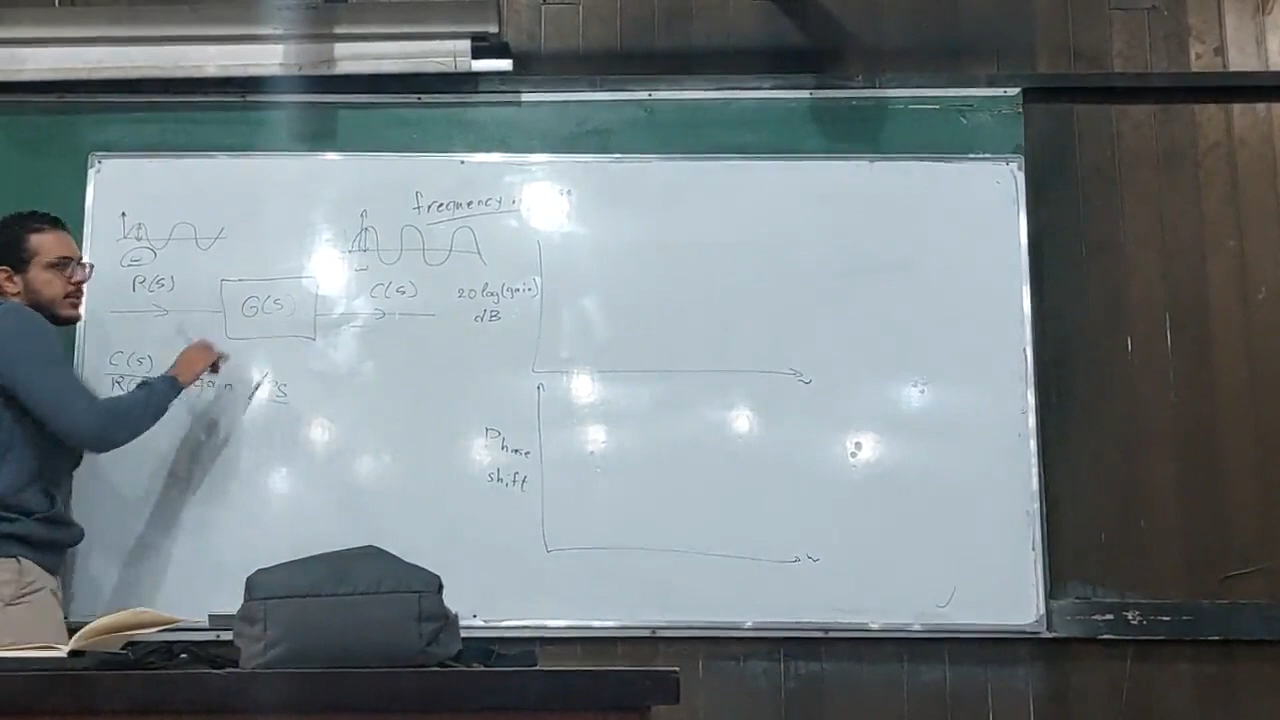 frequency
R(s)
G(s)
C(s)
20 log(gain)
dB
C(s)
gain
Phase
shift